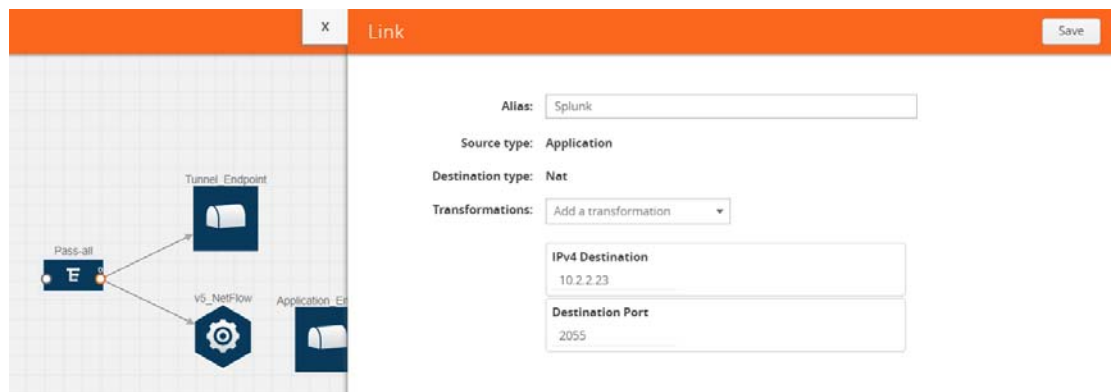 X
Link
Save
Alias: Splunk
Source type: Application
Destination type: Nat
Transformations: Add a transformation
IPv4 Destination
10.2.2.23
Destination Port
2055
Tunnel_Endpoint
Pass-all
v5_NetFlow
Application_En